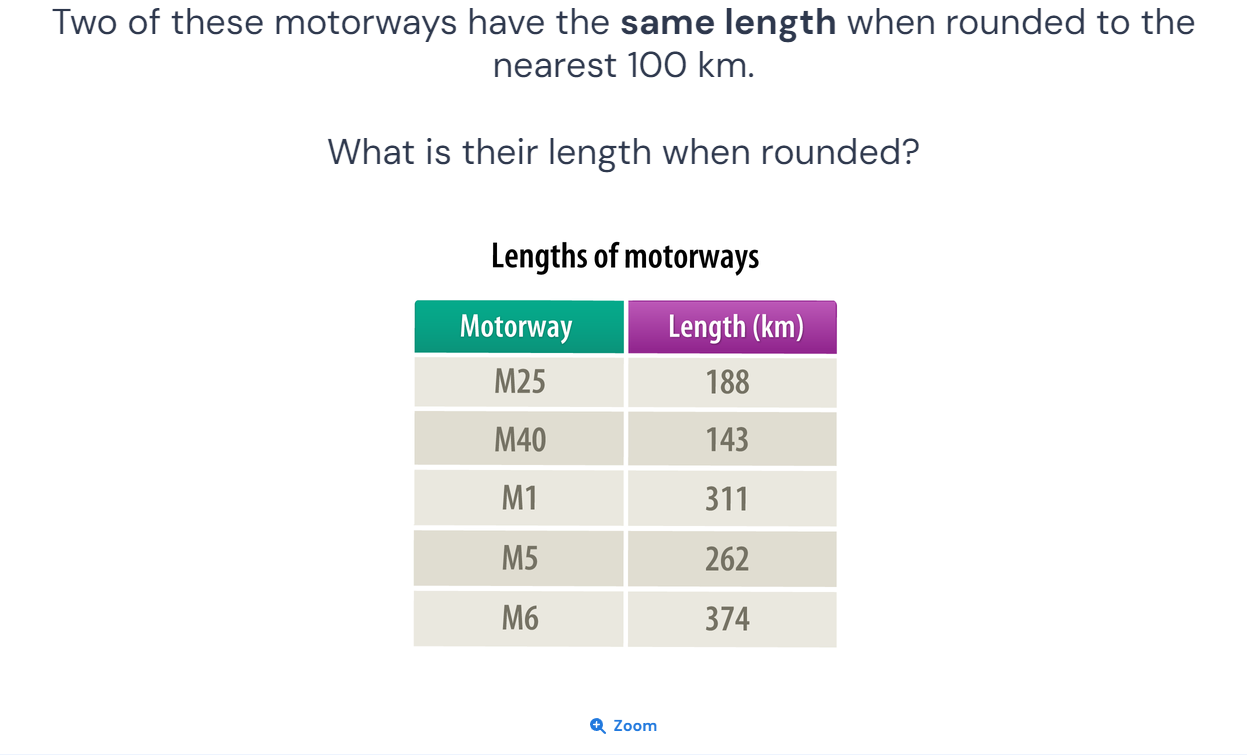 Two of these motorways have the same length when rounded to the
nearest 100 km.
What is their length when rounded?
Lengths of motorways
Motorway Length (km)
M25 188
M40 143
M1 311
M5 262
M6 374
Zoom